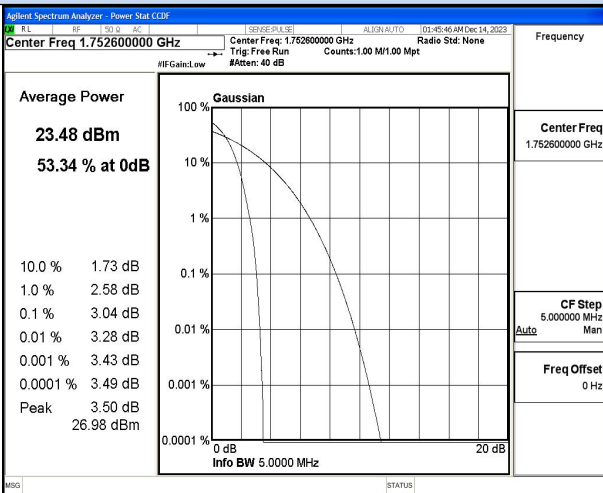 Agilent Spectrum Analyzer - Power Stat CCDF
RL RF 50 Ω AC SENSE:PULSE ALIGN AUTO 01:45:46 AM Dec 14, 2023
Center Freq 1.752600000 GHz
Center Freq: 1.752600000 GHz Radio Std: None
Trig: Free Run Counts:1.00 M/1.00 Mpt
#IFGain:Low #Atten: 40 dB
Frequency
Average Power
23.48 dBm
53.34 % at 0dB
10.0 % 1.73 dB
1.0 % 2.58 dB
0.1 % 3.04 dB
0.01 % 3.28 dB
0.001 % 3.43 dB
0.0001 % 3.49 dB
Peak 3.50 dB
26.98 dBm
Gaussian
100 %
10 %
1 %
0.1 %
0.01 %
0.001 %
0.0001 %
0 dB 20 dB
Info BW 5.0000 MHz
Center Freq
1.752600000 GHz
CF Step
5.000000 MHz
Auto Man
Freq Offset
0 Hz
MSG STATUS